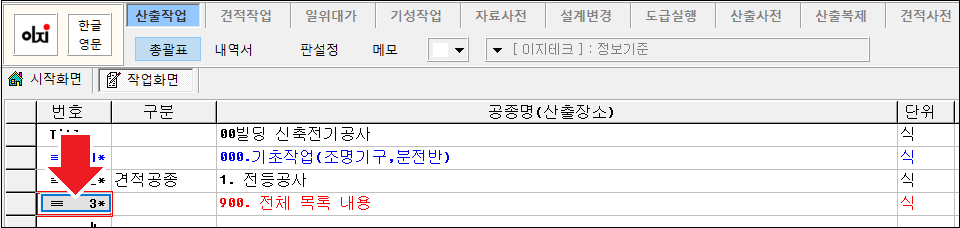 이지 한글 영문 산출작업 견적작업 일위대가 기성작업 자료사전 설계변경 도급실행 산출사전 산출복제 견적사전
총괄표 내역서 판설정 메모 [이지테크] : 정보기준
시작화면 작업화면
번호 구분 공종명(산출장소) 단위
00빌딩 신축전기공사 식
000.기초작업(조명기구,분전반) 식
견적공종 1. 전등공사 식
3* 900. 전체 목록 내용 식